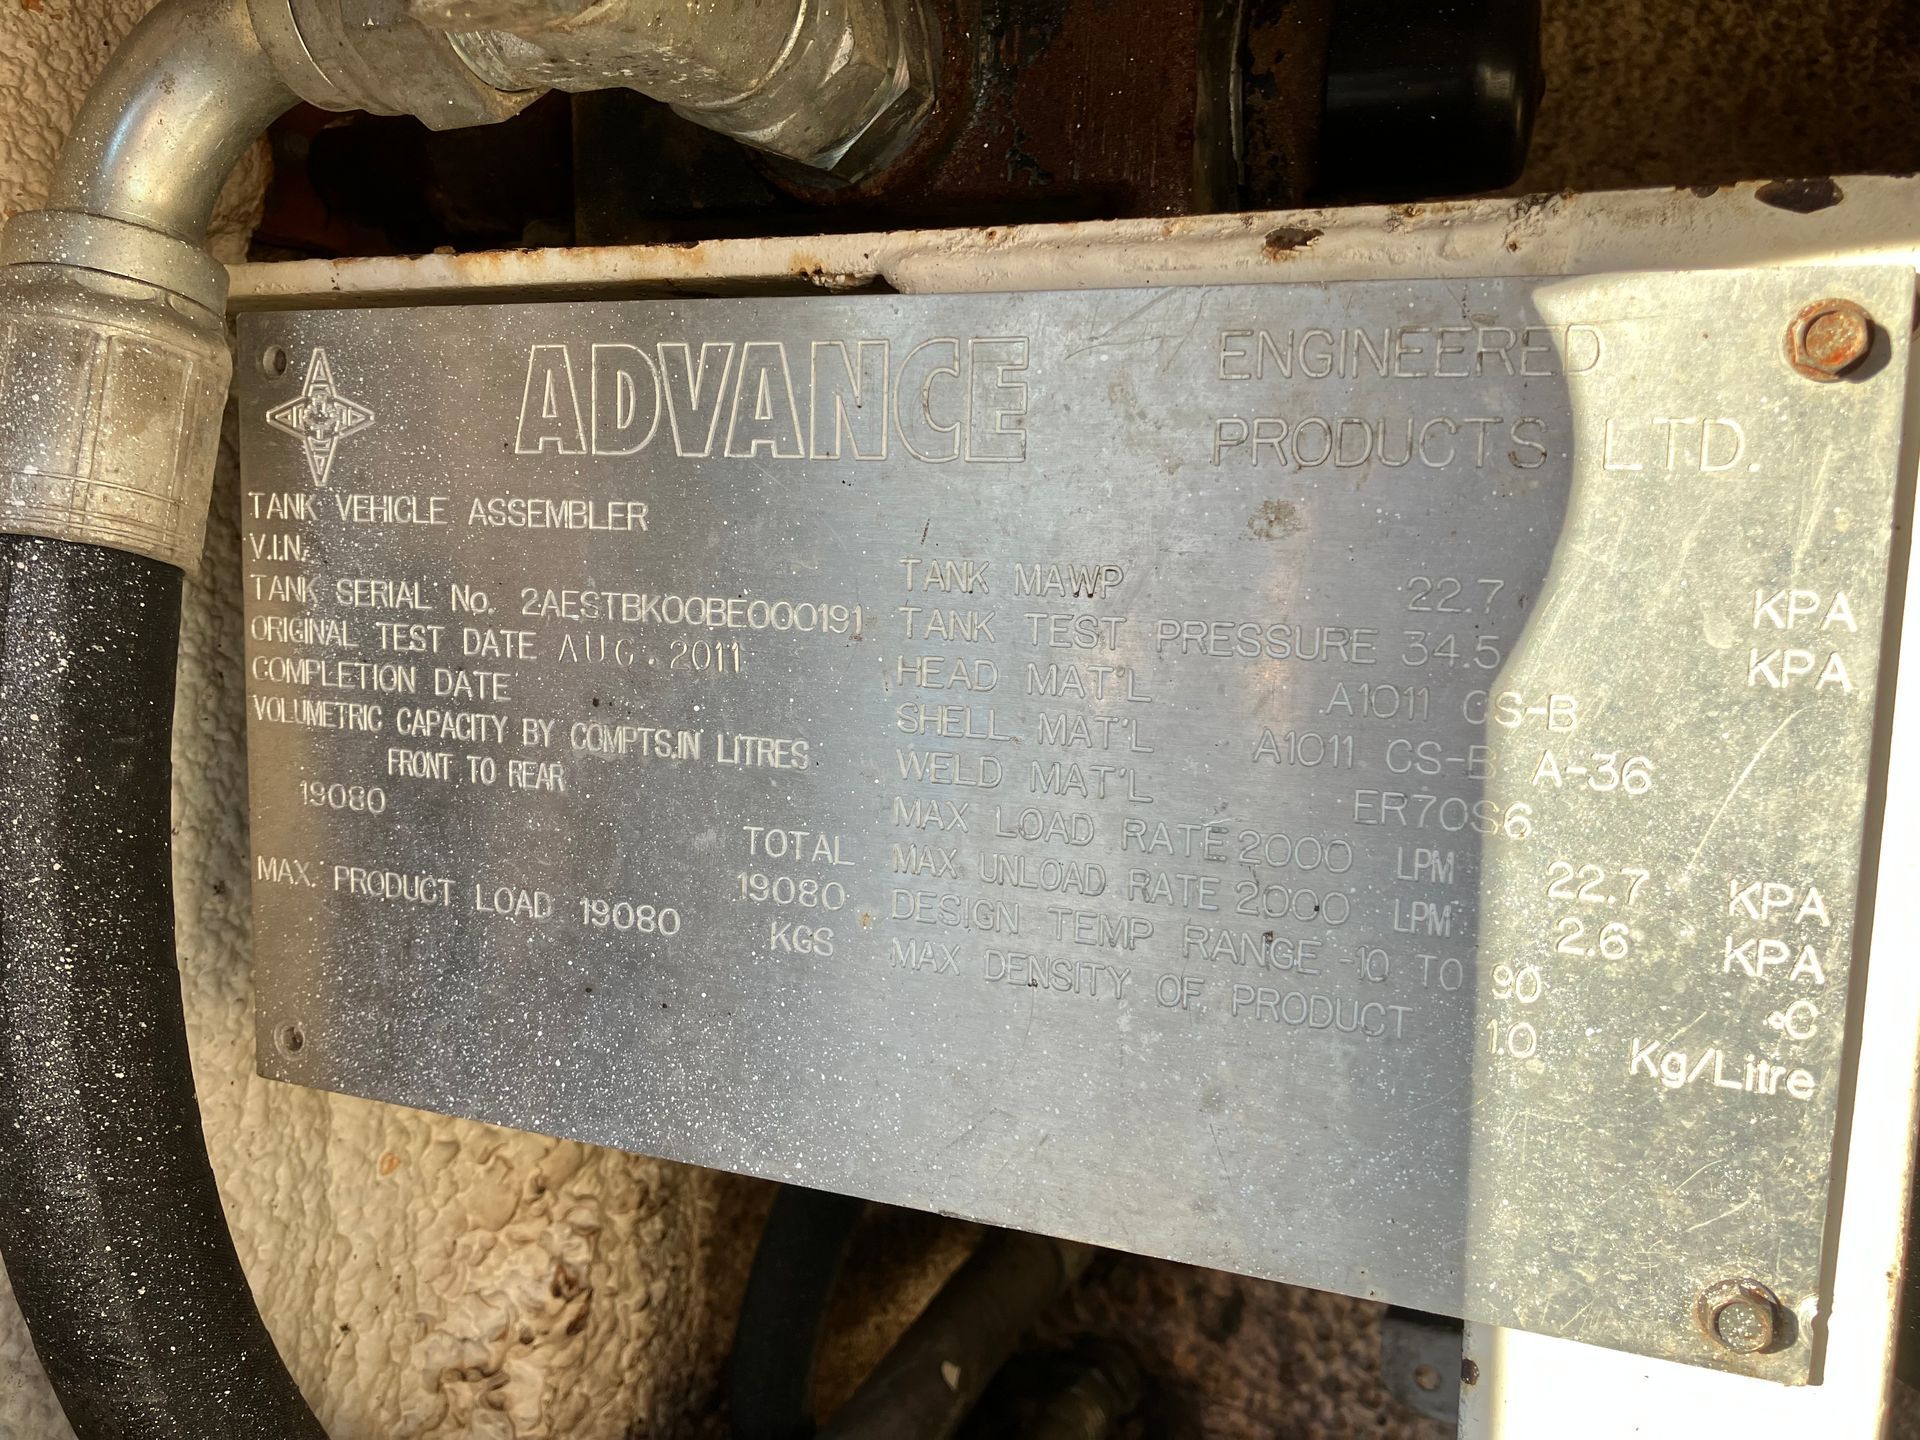 ADVANCE ENGINEERED
PRODUCTS LTD.
TANK VEHICLE ASSEMBLER
V.I.N.
TANK SERIAL No. 2AESTBK00BE000191
ORIGINAL TEST DATE AUG. 2011
COMPLETION DATE
VOLUMETRIC CAPACITY BY COMPTS.IN LITRES
FRONT TO REAR
19080
TOTAL
19080
MAX. PRODUCT LOAD 19080 KGS
TANK MAWP 22.7 KPA
TANK TEST PRESSURE 34.5 KPA
HEAD MAT'L A1011 CS-B
SHELL MAT'L A1011 CS-B A-36
WELD MAT'L ER70S6
MAX LOAD RATE 2000 LPM 22.7 KPA
MAX UNLOAD RATE 2000 LPM 2.6 KPA
DESIGN TEMP RANGE -10 TO 90 °C
MAX DENSITY OF PRODUCT 1.0 Kg/Litre